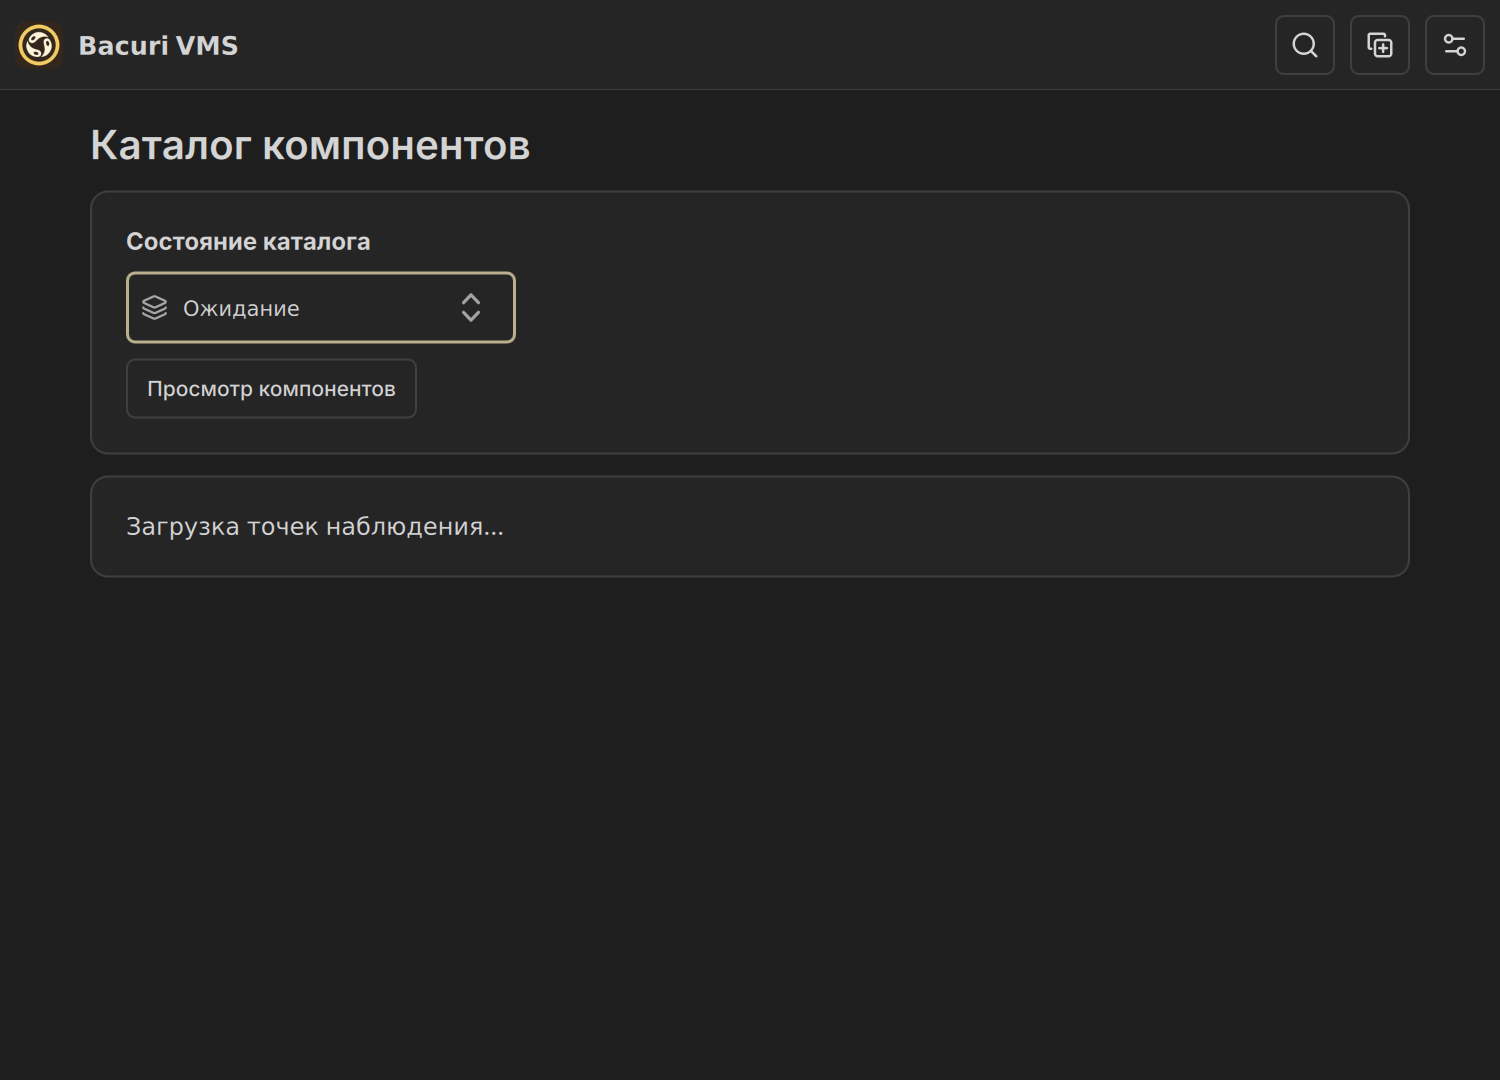 Bacuri VMS
Каталог компонентов
Состояние каталога
Ожидание
Просмотр компонентов
Загрузка точек наблюдения...